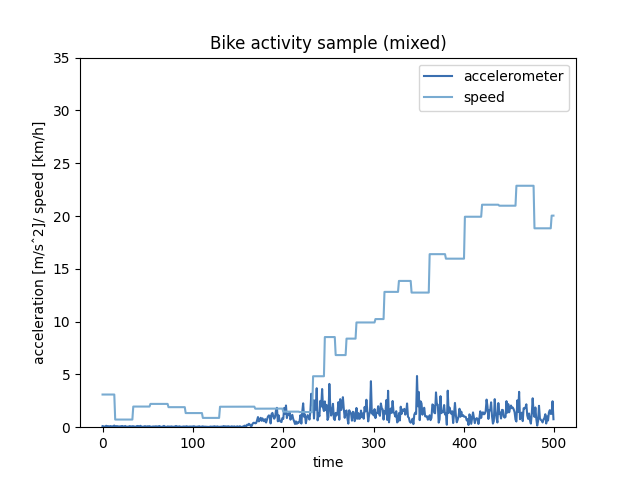 Bike activity sample (mixed)
accelerometer
speed
acceleration [m/sˆ2]/ speed [km/h]
35
30
25
20
15
10
5
0
0 100 200 300 400 500
time